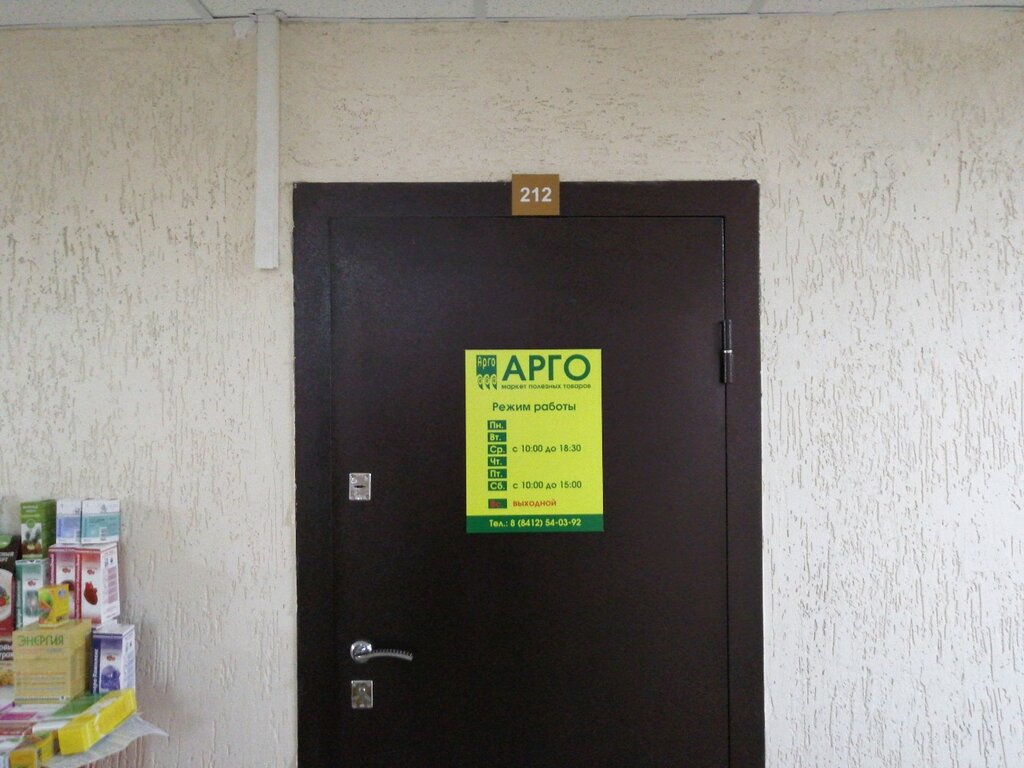 212
Арго
АРГО
маркет полезных товаров
Режим работы
Пн.
Вт.
Ср. с 10:00 до 18:30
Чт.
Пт.
Сб. с 10:00 до 15:00
выходной
Тел.: 8 (8412) 54-03-92
ЭНЕРГИЯ